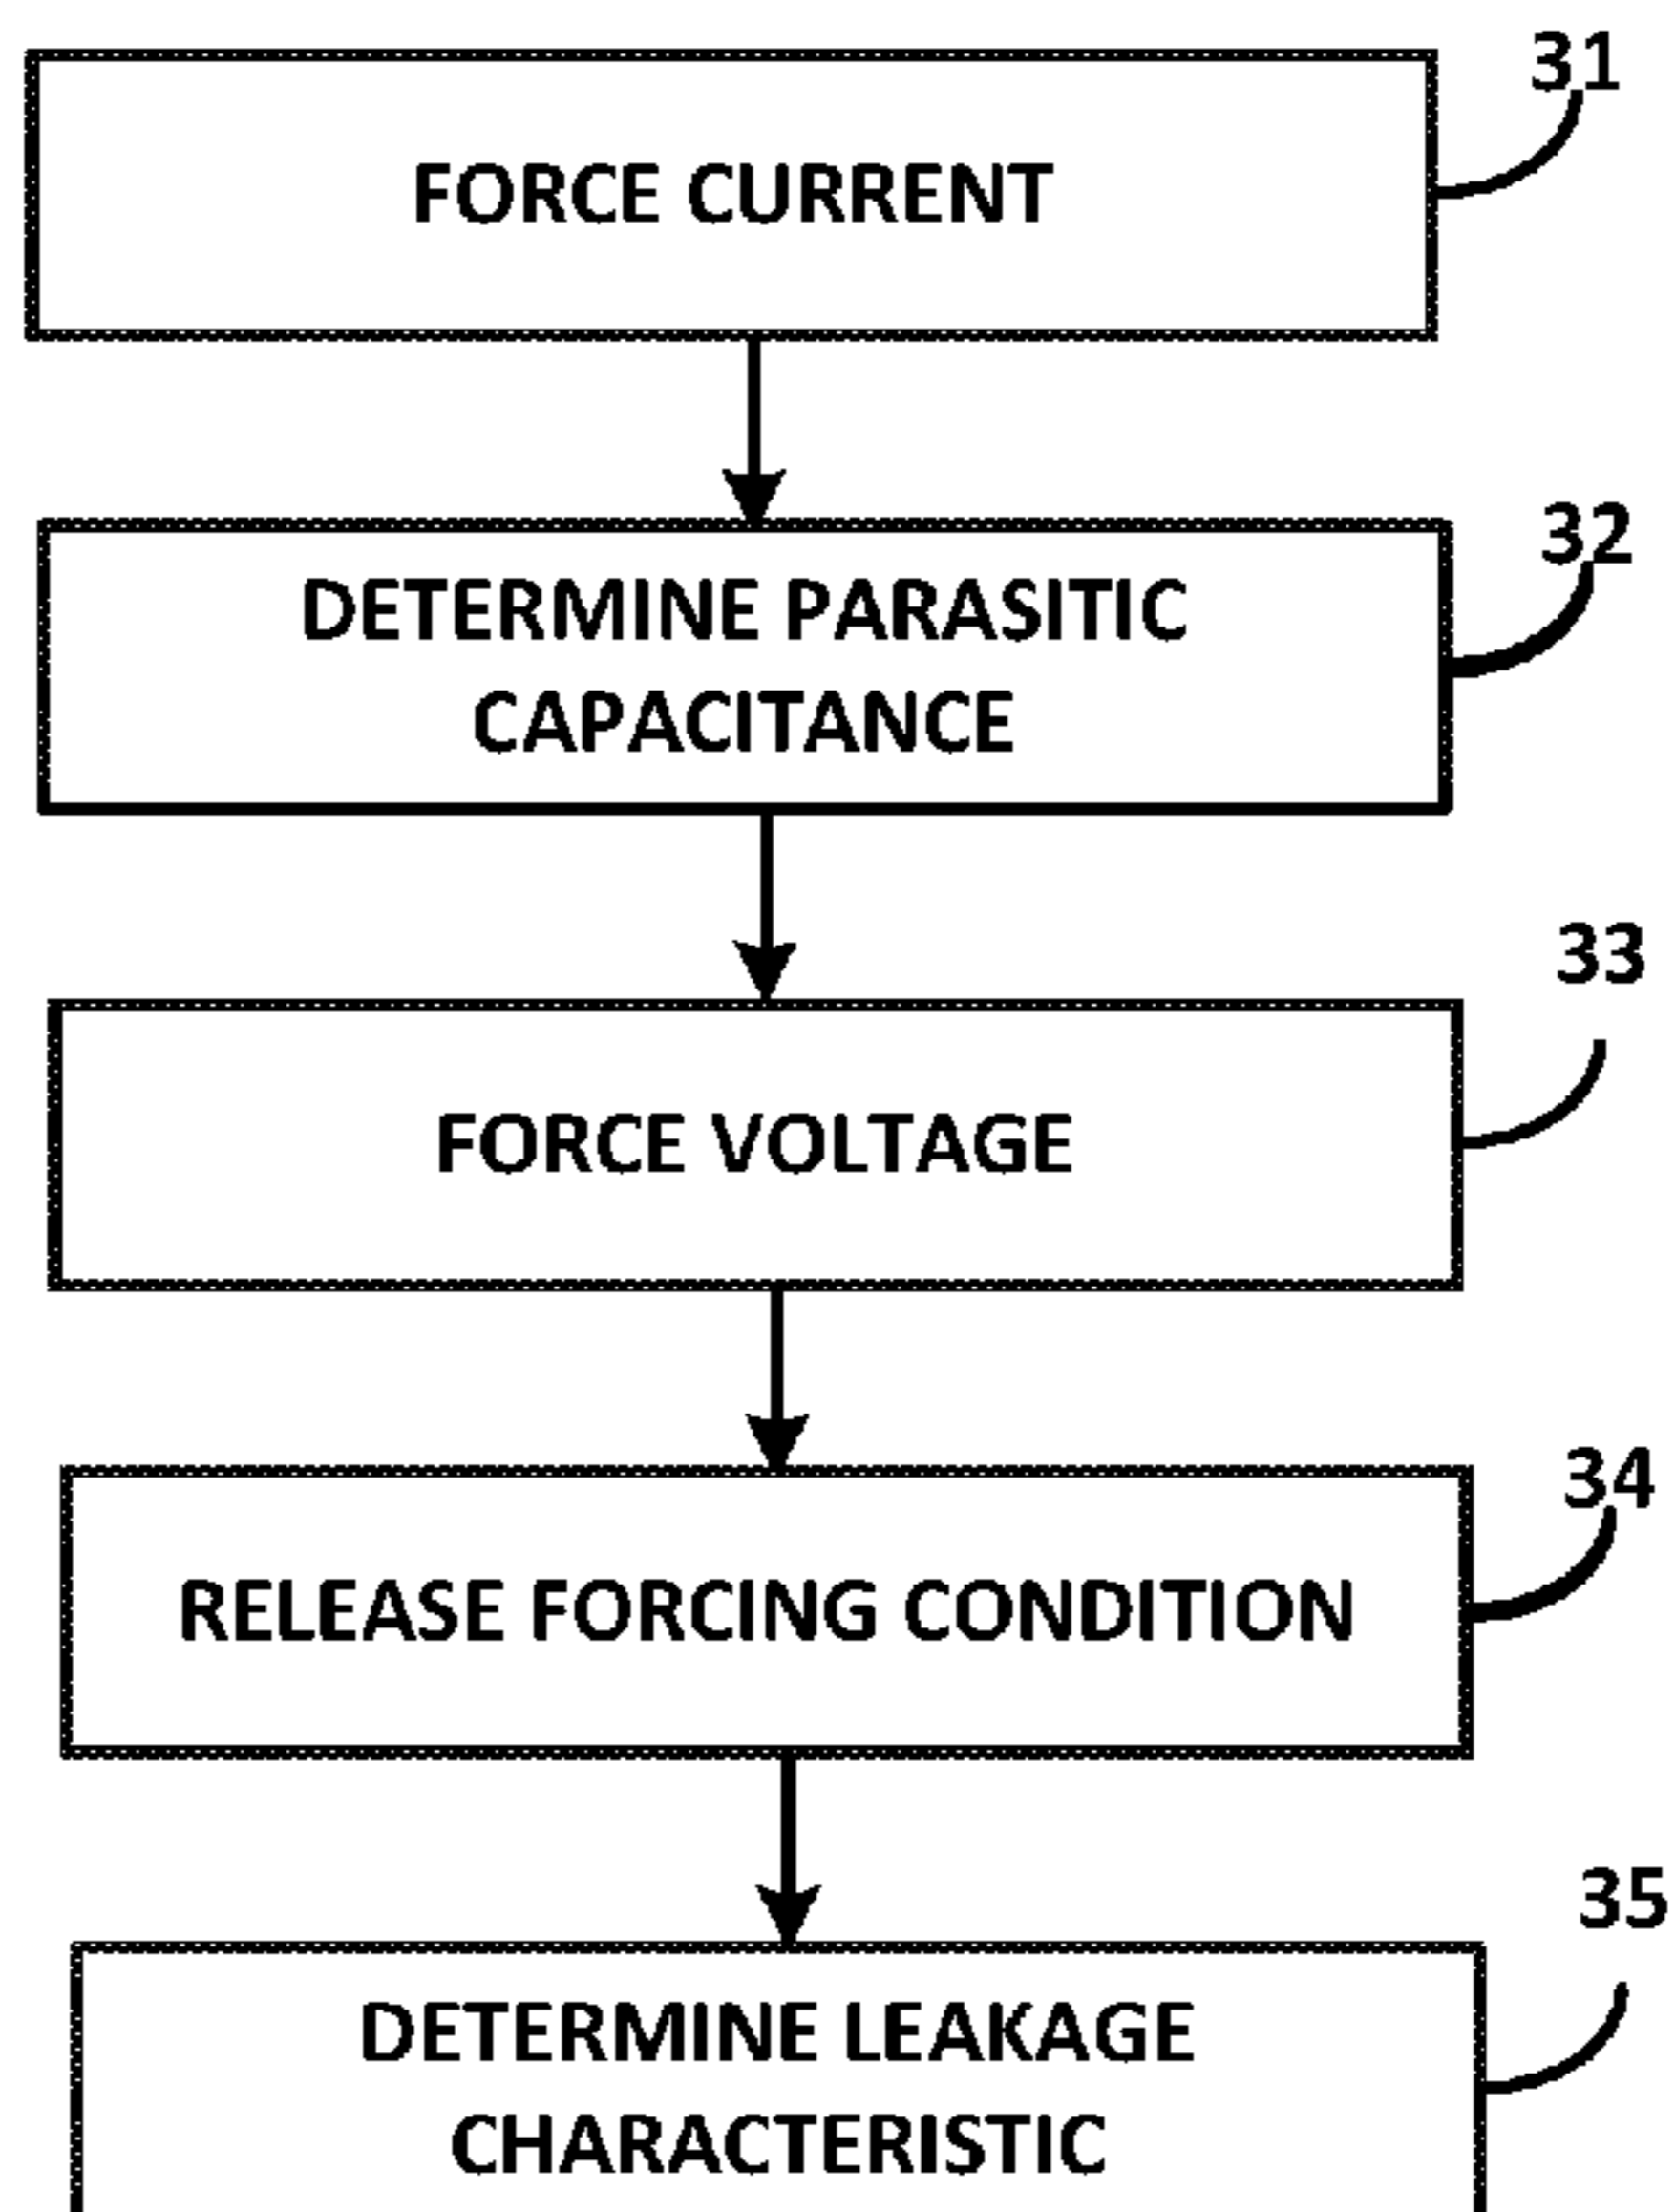 31
FORCE CURRENT
32
DETERMINE PARASITIC
CAPACITANCE
33
FORCE VOLTAGE
34
RELEASE FORCING CONDITION
35
DETERMINE LEAKAGE
CHARACTERISTIC